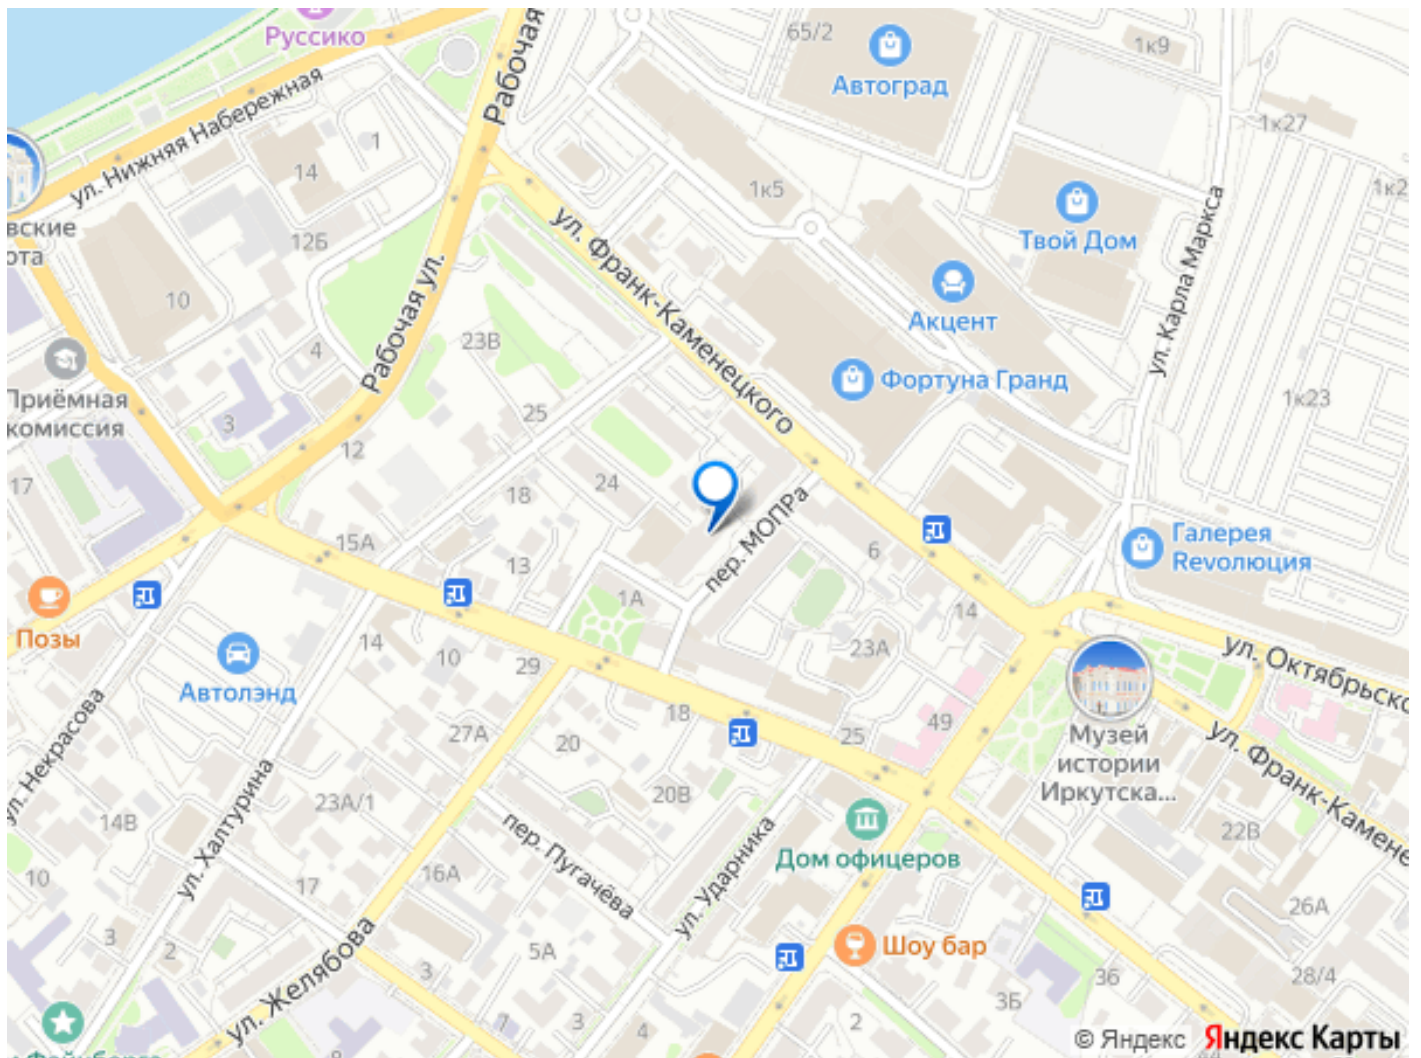 Руссико
Рабочая
65/2
1к9
Автоград
ул. Нижняя Набережная
1
1к27
14
1к5
1к2
вские
ул. Франк-Каменецкого
Твой Дом
ул. Карла Маркса
12Б
10
Рабочая ул.
Акцент
23В
4
Приёмная
комиссия
Фортуна Гранд
1к23
3
25
12
17
18
24
пер. МОПРа
15А
6
Галерея
Revолюция
13
1А
14
Позы
14
10
29
23А
ул. Октябрьско
Автолэнд
ул. Некрасова
27А
20
18
25
49
Музей
истории
Иркутска...
ул. Франк-Камене
ул. Халтурина
23А/1
20В
14В
пер. Пугачёва
ул. Ударника
Дом офицеров
22В
10
17
16А
26А
3
2
ул. Желябова
5А
Шоу бар
3
36
28/4
3Б
7
3
4
2
© Яндекс Яндекс Карты